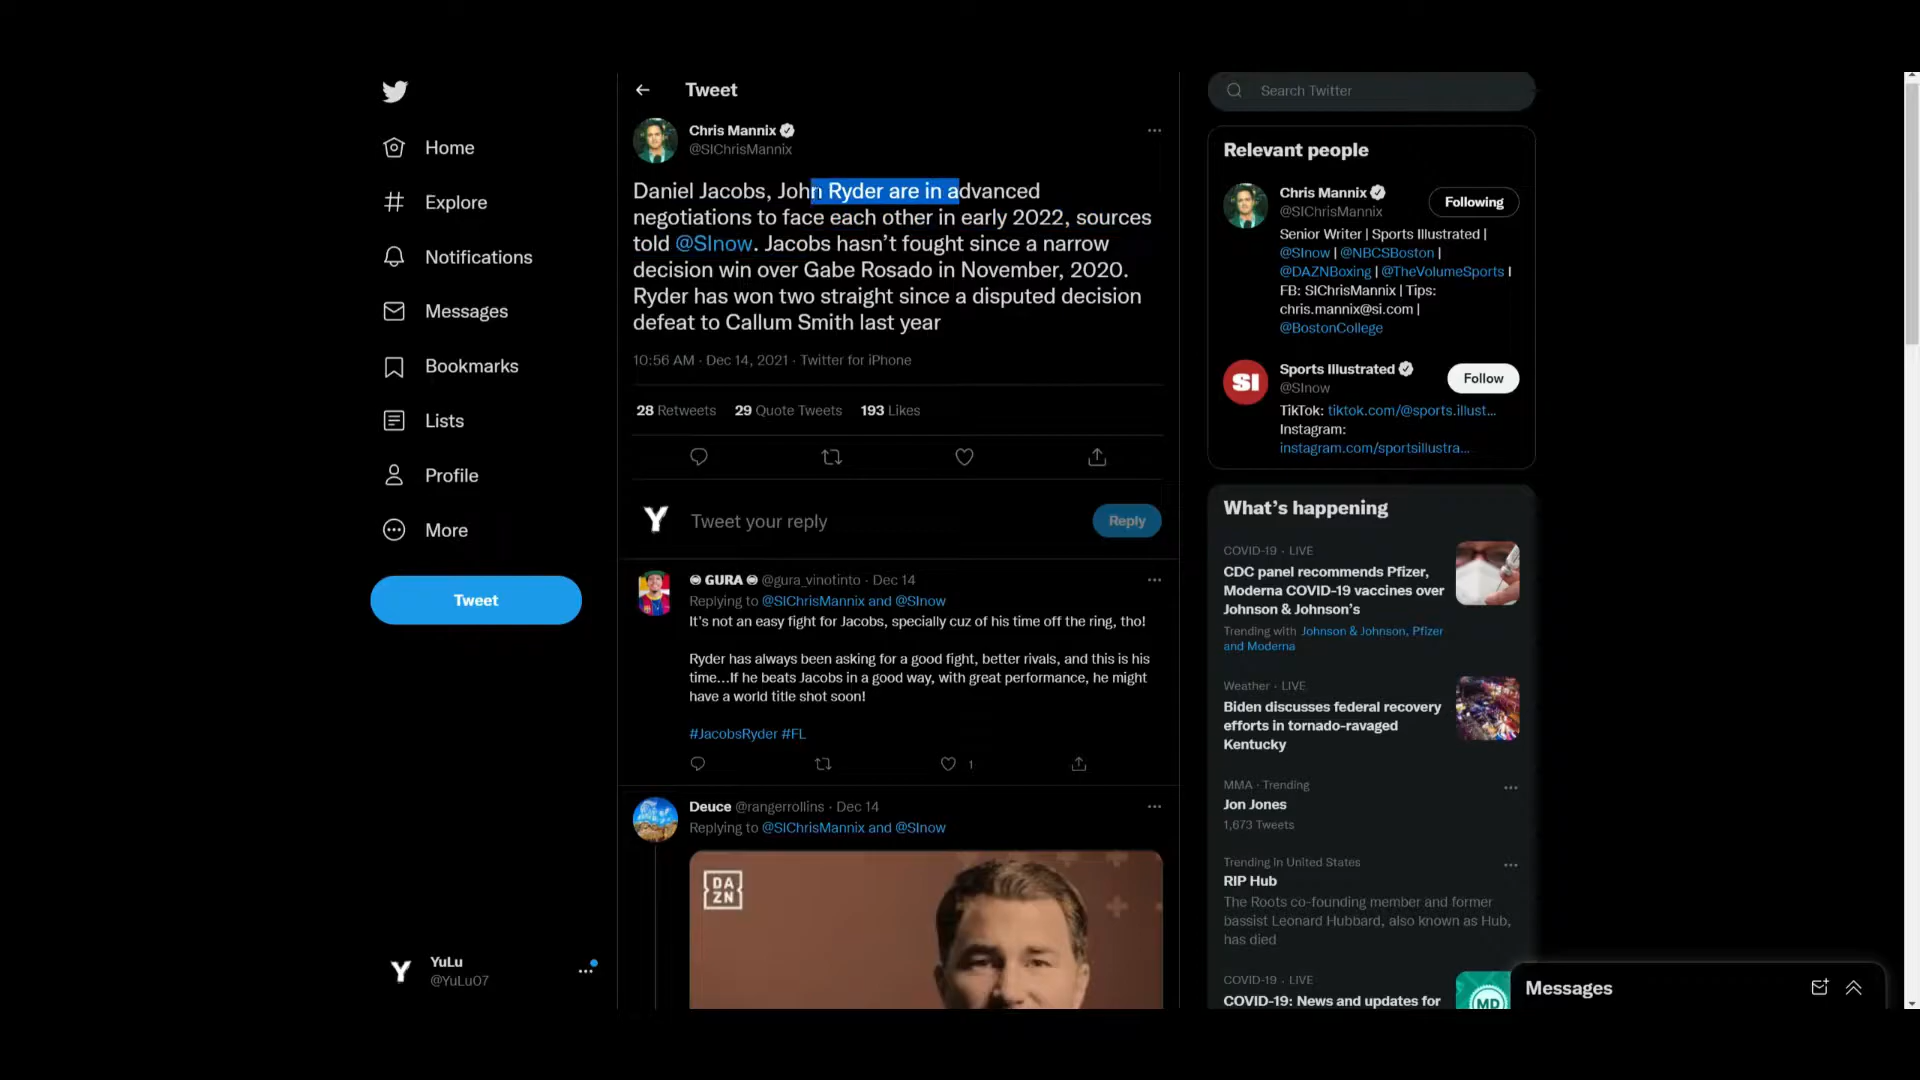 Home
Explore
Notifications
Messages
Bookmarks
Lists
Profile
More
Tweet
YuLu
@YuLu07
Tweet
Chris Mannix
@SIChrisMannix
Daniel Jacobs, John Ryder are in advanced
negotiations to face each other in early 2022, sources
told @SInow. Jacobs hasn’t fought since a narrow
decision win over Gabe Rosado in November, 2020.
Ryder has won two straight since a disputed decision
defeat to Callum Smith last year
10:56 AM · Dec 14, 2021 · Twitter for iPhone
28 Retweets 29 Quote Tweets 193 Likes
Y Tweet your reply Reply
GURA @gura_vinotinto · Dec 14
Replying to @SIChrisMannix and @SInow
It’s not an easy fight for Jacobs, specially cuz of his time off the ring, tho!
Ryder has always been asking for a good fight, better rivals, and this is his
time…If he beats Jacobs in a good way, with great performance, he might
have a world title shot soon!
#JacobsRyder #FL
1
Deuce @rangerrollins · Dec 14
Replying to @SIChrisMannix and @SInow
DA
ZN
Search Twitter
Relevant people
Chris Mannix
@SIChrisMannix
Following
Senior Writer | Sports Illustrated |
@SInow | @NBCSBoston |
@DAZNBoxing | @TheVolumeSports I
FB: SIChrisMannix | Tips:
chris.mannix@si.com |
@BostonCollege
SI
Sports Illustrated
@SInow
Follow
TikTok: tiktok.com/@sports.illust…
Instagram:
instagram.com/sportsillustra…
What’s happening
COVID-19 · LIVE
CDC panel recommends Pfizer,
Moderna COVID-19 vaccines over
Johnson & Johnson’s
Trending with Johnson & Johnson, Pfizer
and Moderna
Weather · LIVE
Biden discusses federal recovery
efforts in tornado-ravaged
Kentucky
MMA · Trending
Jon Jones
1,673 Tweets
Trending in United States
RIP Hub
The Roots co-founding member and former
bassist Leonard Hubbard, also known as Hub,
has died
COVID-19 · LIVE
COVID-19: News and updates for
MD
Messages
Y